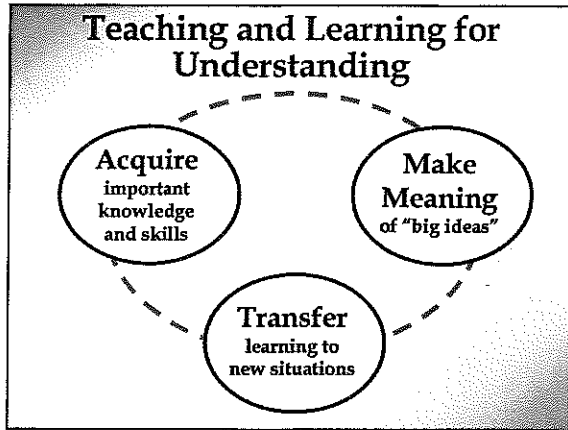 Teaching and Learning for
Understanding
Acquire
important
knowledge
and skills
Make
Meaning
of "big ideas"
Transfer
learning to
new situations